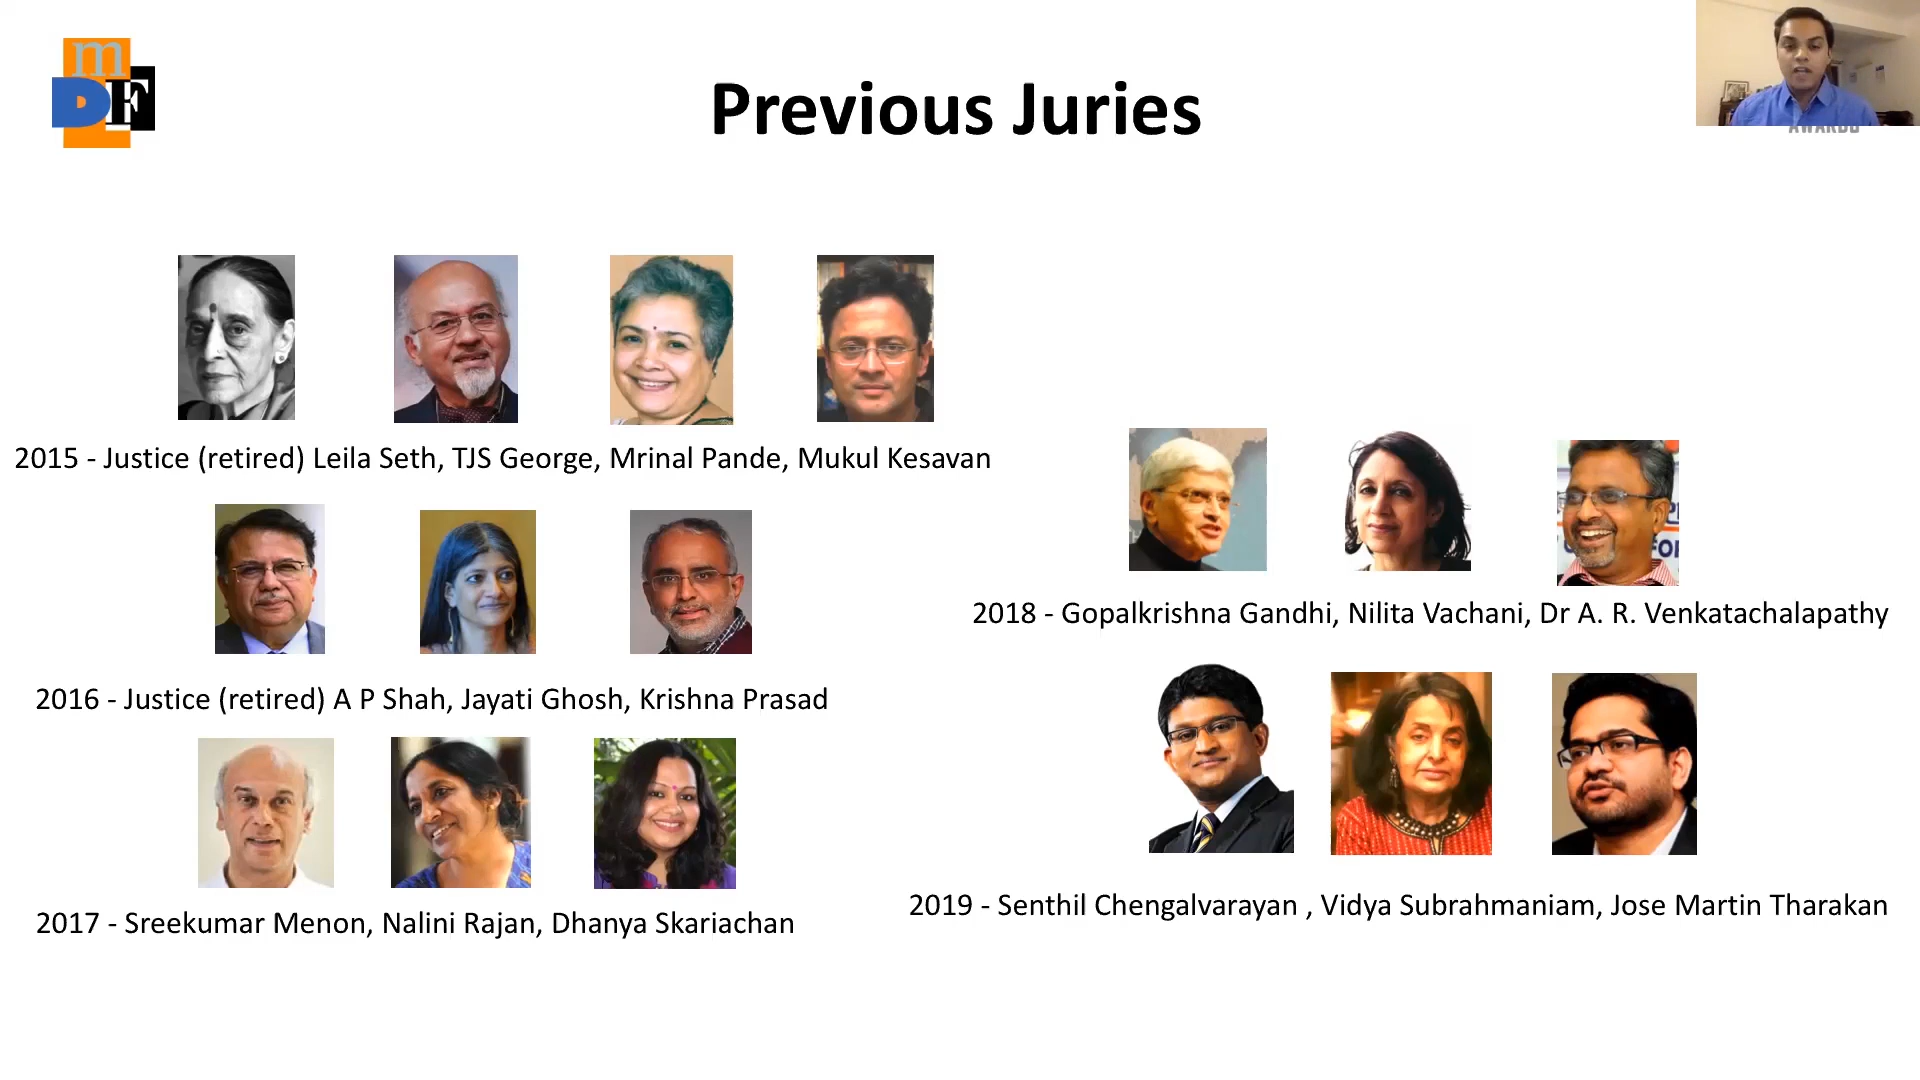 m
DF
Previous Juries
AWARDS
2015 - Justice (retired) Leila Seth, TJS George, Mrinal Pande, Mukul Kesavan
2016 - Justice (retired) A P Shah, Jayati Ghosh, Krishna Prasad
2017 - Sreekumar Menon, Nalini Rajan, Dhanya Skariachan
2018 - Gopalkrishna Gandhi, Nilita Vachani, Dr A. R. Venkatachalapathy
2019 - Senthil Chengalvarayan , Vidya Subrahmaniam, Jose Martin Tharakan